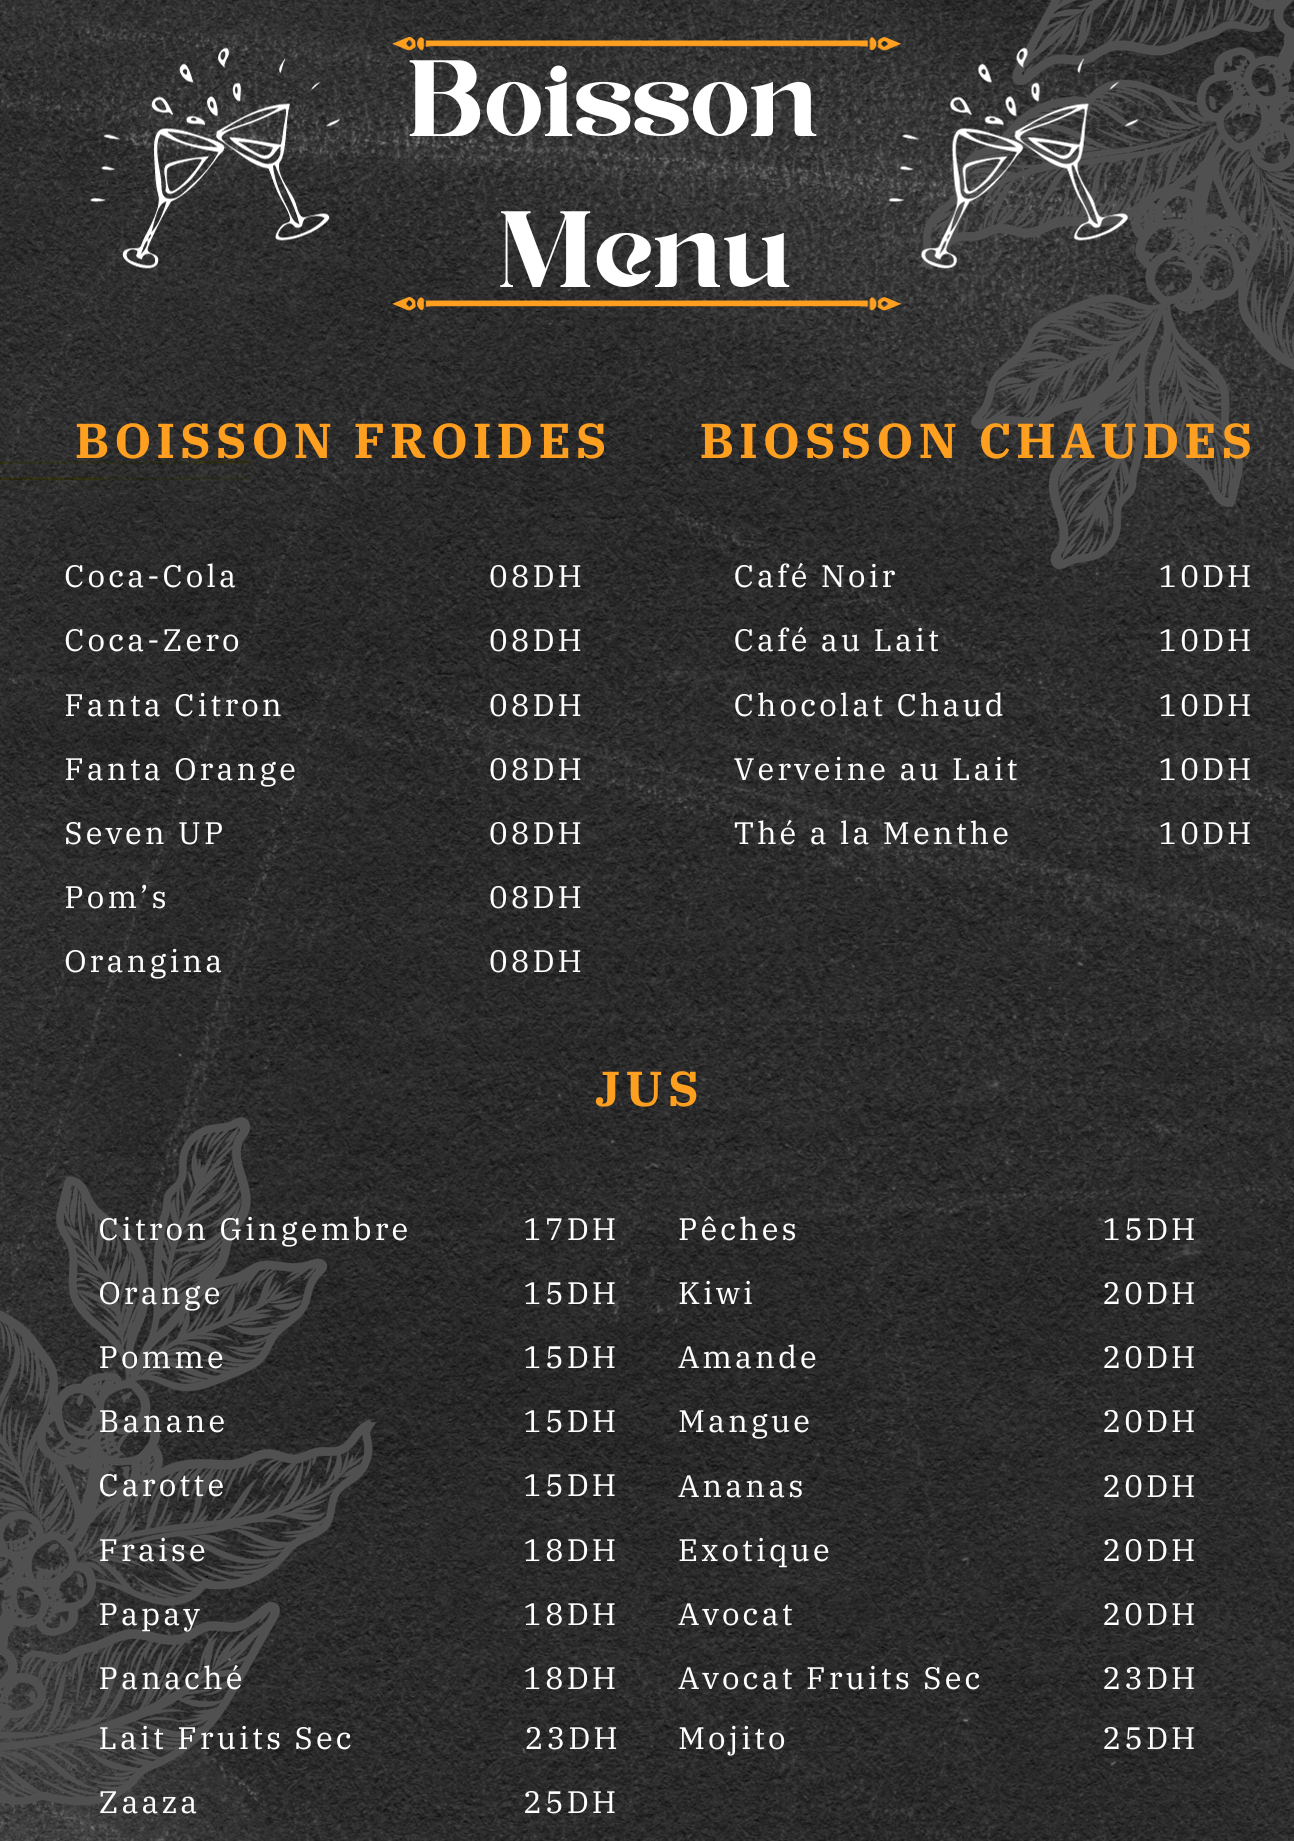 Boisson
Menu
BOISSON FROIDES
Coca-Cola 08DH
Coca-Zero 08DH
Fanta Citron 08DH
Fanta Orange 08DH
Seven UP 08DH
Pom’s 08DH
Orangina 08DH
BIOSSON CHAUDES
Café Noir 10DH
Café au Lait 10DH
Chocolat Chaud 10DH
Verveine au Lait 10DH
Thé a la Menthe 10DH
JUS
Citron Gingembre 17DH
Orange 15DH
Pomme 15DH
Banane 15DH
Carotte 15DH
Fraise 18DH
Papay 18DH
Panaché 18DH
Lait Fruits Sec 23DH
Zaaza 25DH
Pêches 15DH
Kiwi 20DH
Amande 20DH
Mangue 20DH
Ananas 20DH
Exotique 20DH
Avocat 20DH
Avocat Fruits Sec 23DH
Mojito 25DH